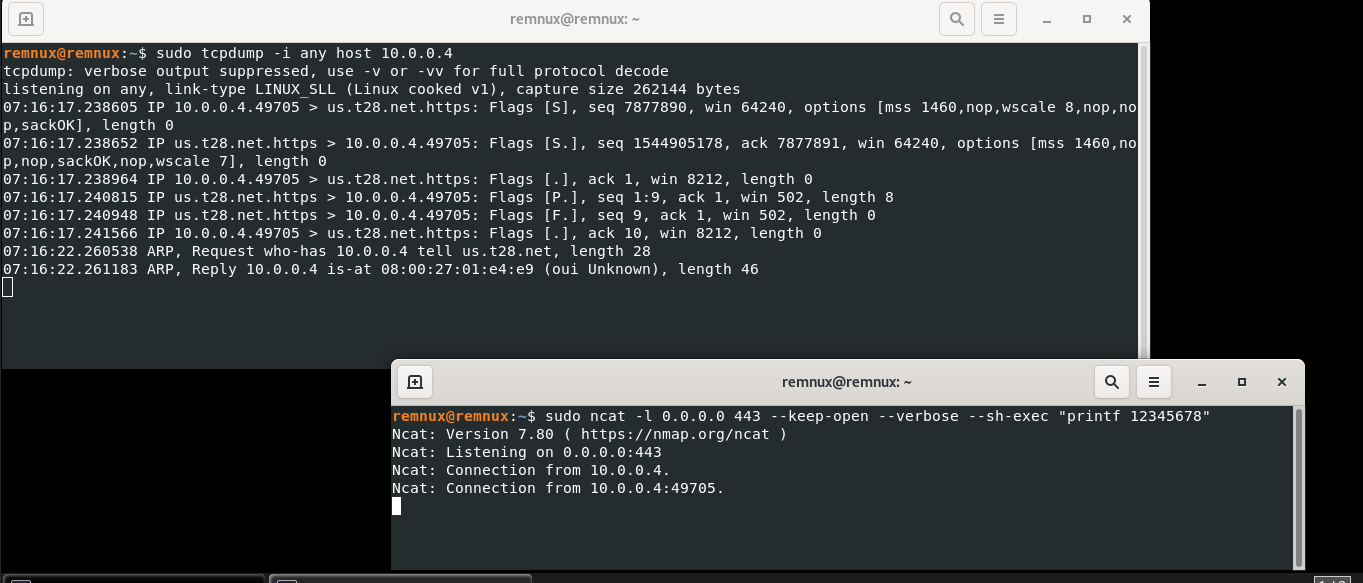 remnux@remnux: ~
remnux@remnux:~$ sudo tcpdump -i any host 10.0.0.4
tcpdump: verbose output suppressed, use -v or -vv for full protocol decode
listening on any, link-type LINUX_SLL (Linux cooked v1), capture size 262144 bytes
07:16:17.238605 IP 10.0.0.4.49705 > us.t28.net.https: Flags [S], seq 7877890, win 64240, options [mss 1460,nop,wscale 8,nop,no
p,sackOK], length 0
07:16:17.238652 IP us.t28.net.https > 10.0.0.4.49705: Flags [S.], seq 1544905178, ack 7877891, win 64240, options [mss 1460,no
p,nop,sackOK,nop,wscale 7], length 0
07:16:17.238964 IP 10.0.0.4.49705 > us.t28.net.https: Flags [.], ack 1, win 8212, length 0
07:16:17.240815 IP us.t28.net.https > 10.0.0.4.49705: Flags [P.], seq 1:9, ack 1, win 502, length 8
07:16:17.240948 IP us.t28.net.https > 10.0.0.4.49705: Flags [F.], seq 9, ack 1, win 502, length 0
07:16:17.241566 IP 10.0.0.4.49705 > us.t28.net.https: Flags [.], ack 10, win 8212, length 0
07:16:22.260538 ARP, Request who-has 10.0.0.4 tell us.t28.net, length 28
07:16:22.261183 ARP, Reply 10.0.0.4 is-at 08:00:27:01:e4:e9 (oui Unknown), length 46
remnux@remnux: ~
remnux@remnux:~$ sudo ncat -l 0.0.0.0 443 --keep-open --verbose --sh-exec "printf 12345678"
Ncat: Version 7.80 ( https://nmap.org/ncat )
Ncat: Listening on 0.0.0.0:443
Ncat: Connection from 10.0.0.4.
Ncat: Connection from 10.0.0.4:49705.